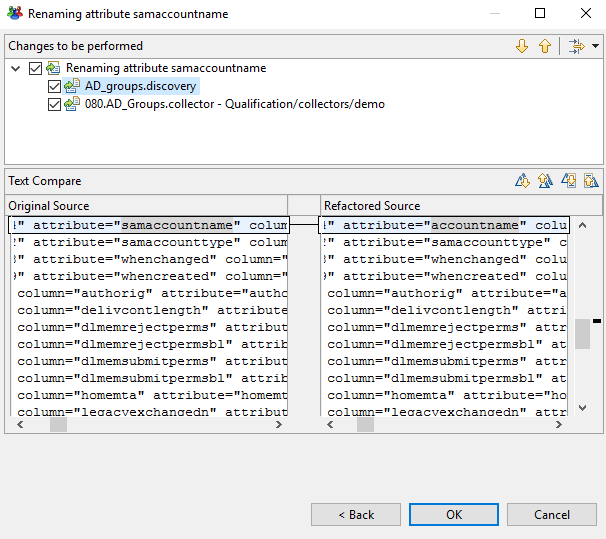 Renaming attribute samaccountname
Changes to be performed
Renaming attribute samaccountname
AD_groups.discovery
080.AD_Groups.collector - Qualification/collectors/demo
Text Compare
Original Source
Refactored Source
" attribute="samaccountname" colum
" attribute="accountname" colu
" attribute="samaccounttype" colum
" attribute="samaccounttype" c
" attribute="whenchanged" column="
" attribute="whenchanged" colu
" attribute="whencreated" column="
" attribute="whencreated" colu
column="authorig" attribute="autho
column="authorig" attribute="a
column="delivcontlength" attribute
column="delivcontlength" attri
column="dlmemrejectperms" attribut
column="dlmemrejectperms" attr
column="dlmemrejectpermsbl" attrib
column="dlmemrejectpermsbl" at
column="dlmemsubmitperms" attribut
column="dlmemsubmitperms" attr
column="dlmemsubmitpermsbl" attrib
column="dlmemsubmitpermsbl" at
column="homemta" attribute="homemt
column="homemta" attribute="ho
column="legacyexchangedn" attribut
column="legacyexchangedn" attr
< Back
OK
Cancel